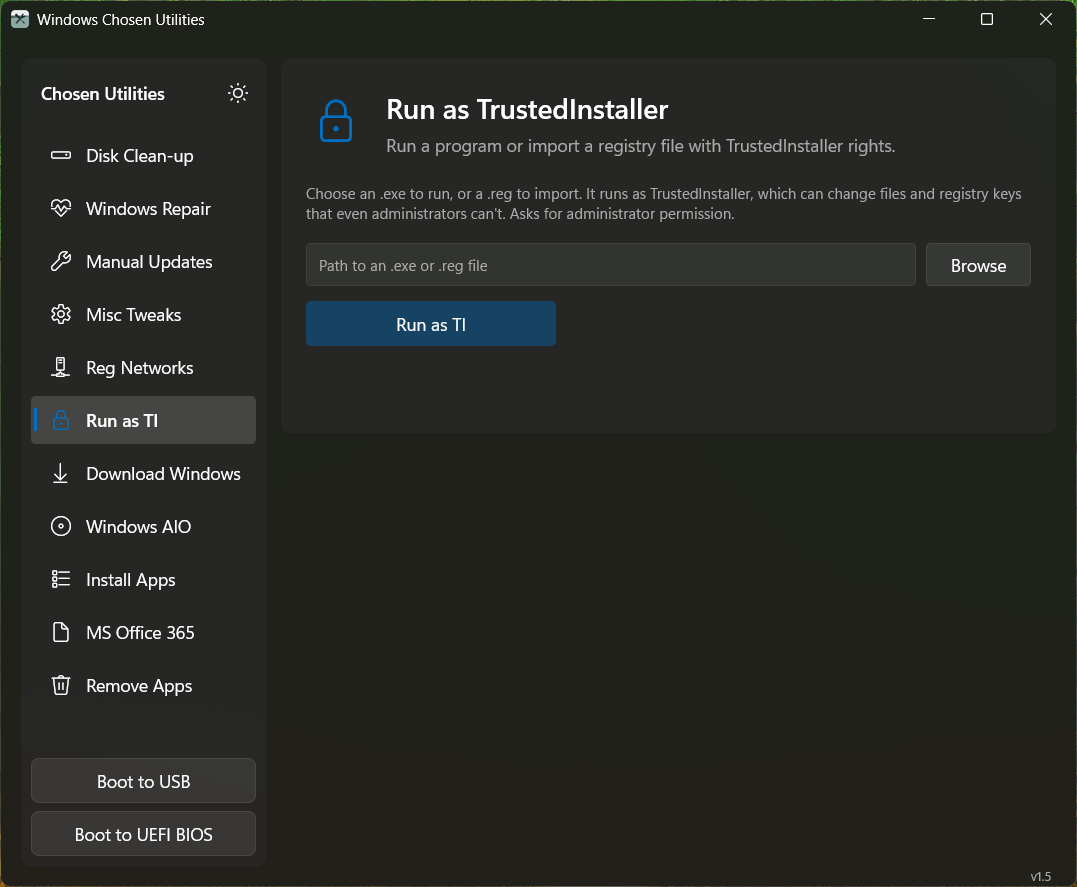 Windows Chosen Utilities
Chosen Utilities
Disk Clean-up
Windows Repair
Manual Updates
Misc Tweaks
Reg Networks
Run as TI
Download Windows
Windows AIO
Install Apps
MS Office 365
Remove Apps
Boot to USB
Boot to UEFI BIOS
Run as TrustedInstaller
Run a program or import a registry file with TrustedInstaller rights.
Choose an .exe to run, or a .reg to import. It runs as TrustedInstaller, which can change files and registry keys
that even administrators can't. Asks for administrator permission.
Path to an .exe or .reg file
Browse
Run as TI
v1.5